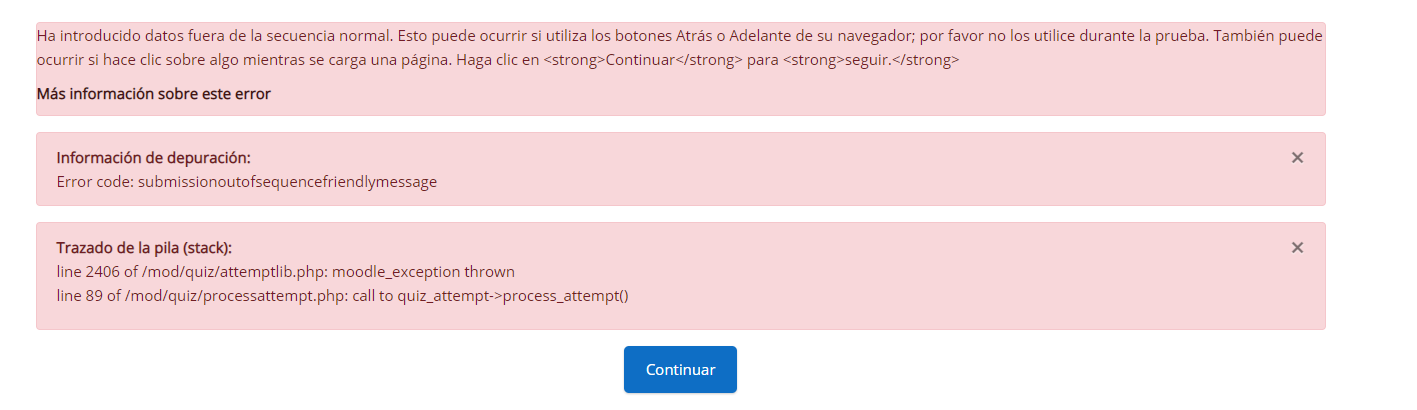 Ha introducido datos fuera de la secuencia normal. Esto puede ocurrir si utiliza los botones Atrás o Adelante de su navegador; por favor no los utilice durante la prueba. También puede
ocurrir si hace clic sobre algo mientras se carga una página. Haga clic en <strong>Continuar</strong> para <strong>seguir.</strong>
Más información sobre este error
Información de depuración:
Error code: submissionoutofsequencefriendlymessage
Trazado de la pila (stack):
line 2406 of /mod/quiz/attemptlib.php: moodle_exception thrown
line 89 of /mod/quiz/processattempt.php: call to quiz_attempt->process_attempt()
Continuar